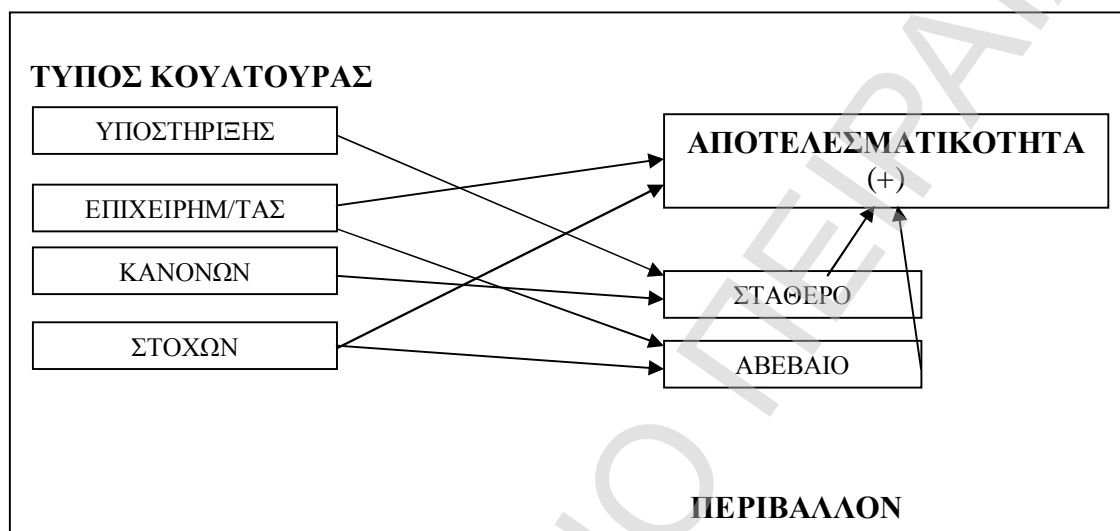 ΤΥΠΟΣ ΚΟΥΛΤΟΥΡΑΣ
ΥΠΟΣΤΗΡΙΞΗΣ
ΕΠΙΧΕΙΡΗΜ/ΤΑΣ
ΚΑΝΟΝΩΝ
ΣΤΟΧΩΝ
ΑΠΟΤΕΛΕΣΜΑΤΙΚΟΤΗΤΑ
(+)
ΣΤΑΘΕΡΟ
ΑΒΕΒΑΙΟ
ΠΕΡΙΒΑΛΛΟΝ